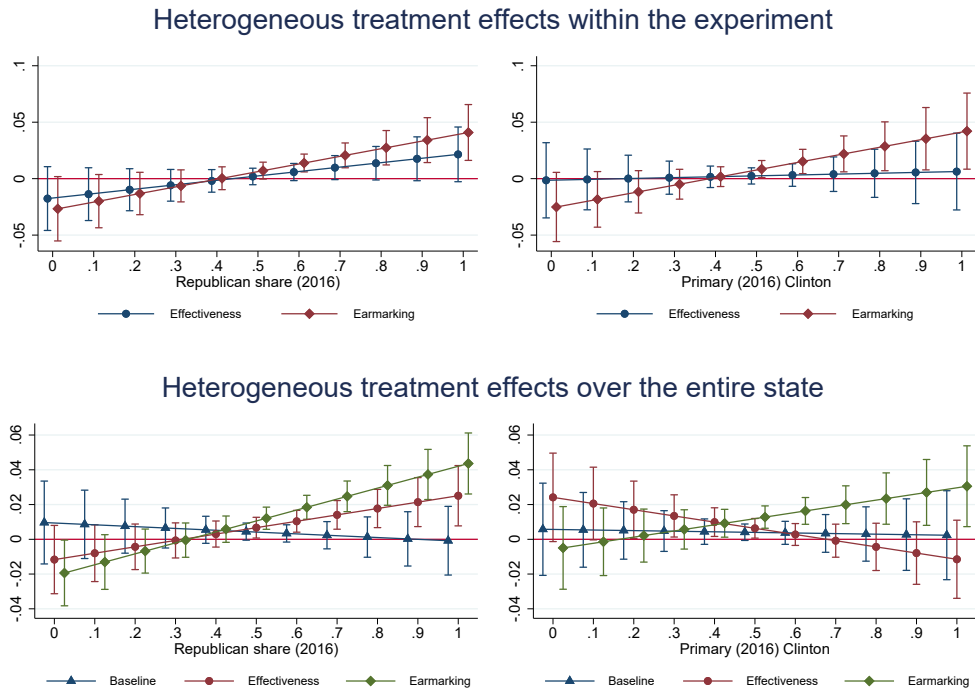 Heterogeneous treatment effects within the experiment
.1
.05
0
-.05
0 .1 .2 .3 .4 .5 .6 .7 .8 .9 1
Republican share (2016)
Effectiveness Earmarking
.1
.05
0
-.05
0 .1 .2 .3 .4 .5 .6 .7 .8 .9 1
Primary (2016) Clinton
Effectiveness Earmarking
Heterogeneous treatment effects over the entire state
.06
.04
.02
0
-.02
-.04
0 .1 .2 .3 .4 .5 .6 .7 .8 .9 1
Republican share (2016)
Baseline Effectiveness Earmarking
.06
.04
.02
0
-.02
-.04
0 .1 .2 .3 .4 .5 .6 .7 .8 .9 1
Primary (2016) Clinton
Baseline Effectiveness Earmarking